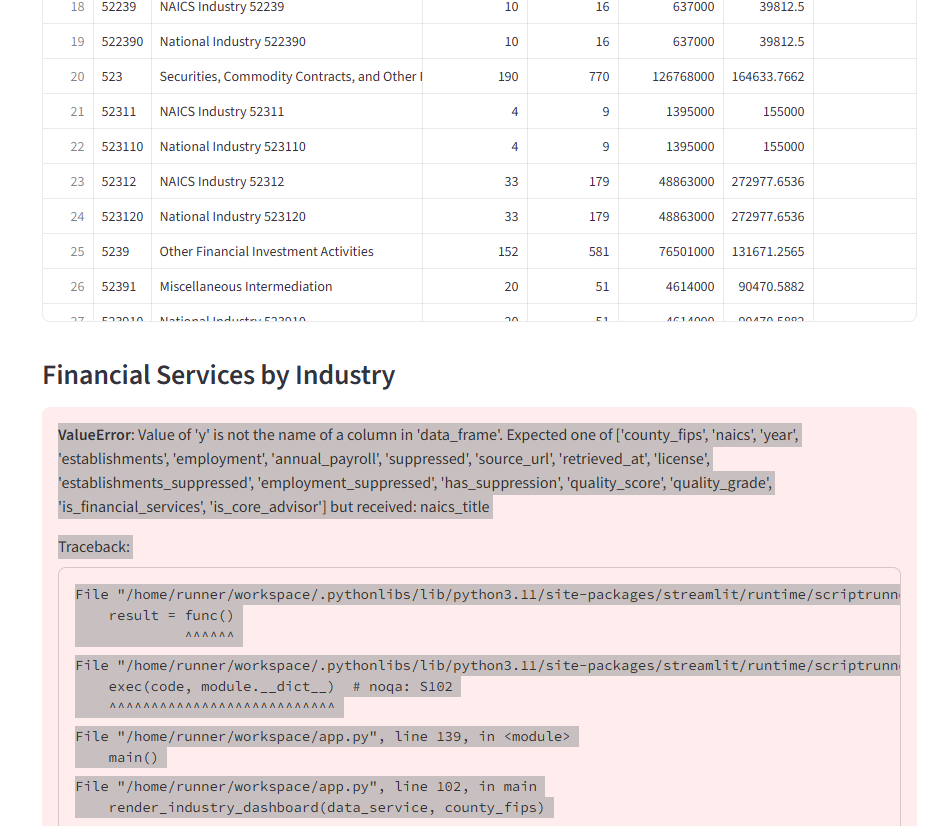 18 52239 NAICS Industry 52239 10 16 637000 39812.5
19 522390 National Industry 522390 10 16 637000 39812.5
20 523 Securities, Commodity Contracts, and Other 190 770 126768000 164633.7662
21 52311 NAICS Industry 52311 4 9 1395000 155000
22 523110 National Industry 523110 4 9 1395000 155000
23 52312 NAICS Industry 52312 33 179 48863000 272977.6536
24 523120 National Industry 523120 33 179 48863000 272977.6536
25 5239 Other Financial Investment Activities 152 581 76501000 131671.2565
26 52391 Miscellaneous Intermediation 20 51 4614000 90470.5882
27 523910 National Industry 523910 20 51 4614000 90470.5882
Financial Services by Industry
ValueError: Value of 'y' is not the name of a column in 'data_frame'. Expected one of ['county_fips', 'naics', 'year',
'establishments', 'employment', 'annual_payroll', 'suppressed', 'source_url', 'retrieved_at', 'license',
'establishments_suppressed', 'employment_suppressed', 'has_suppression', 'quality_score', 'quality_grade',
'is_financial_services', 'is_core_advisor'] but received: naics_title
Traceback:
File "/home/runner/workspace/.pythonlibs/lib/python3.11/site-packages/streamlit/runtime/scriptrunn
result = func()
^^^^^^
File "/home/runner/workspace/.pythonlibs/lib/python3.11/site-packages/streamlit/runtime/scriptrunn
exec(code, module.__dict__)  # noqa: S102
^^^^^^^^^^^^^^^^^^^^^^^^^^^
File "/home/runner/workspace/app.py", line 139, in <module>
main()
File "/home/runner/workspace/app.py", line 102, in main
render_industry_dashboard(data_service, county_fips)